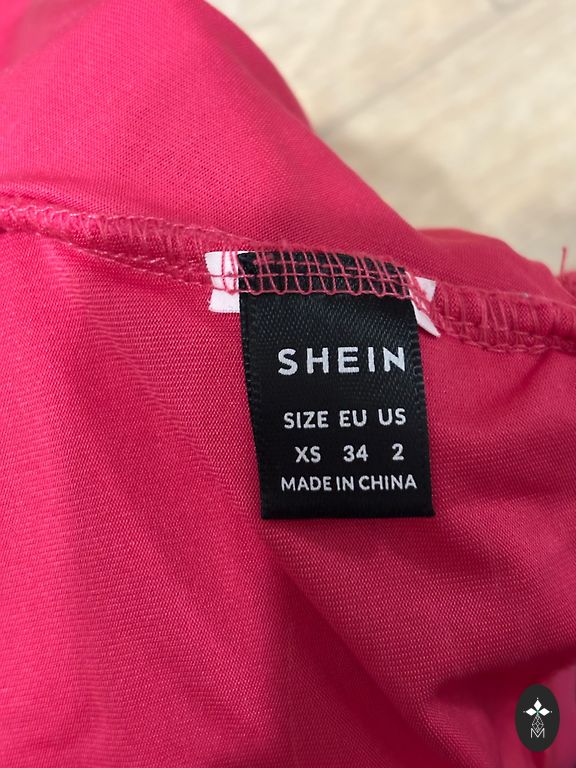 SHEIN
SIZE EU US
XS 34 2
MADE IN CHINA